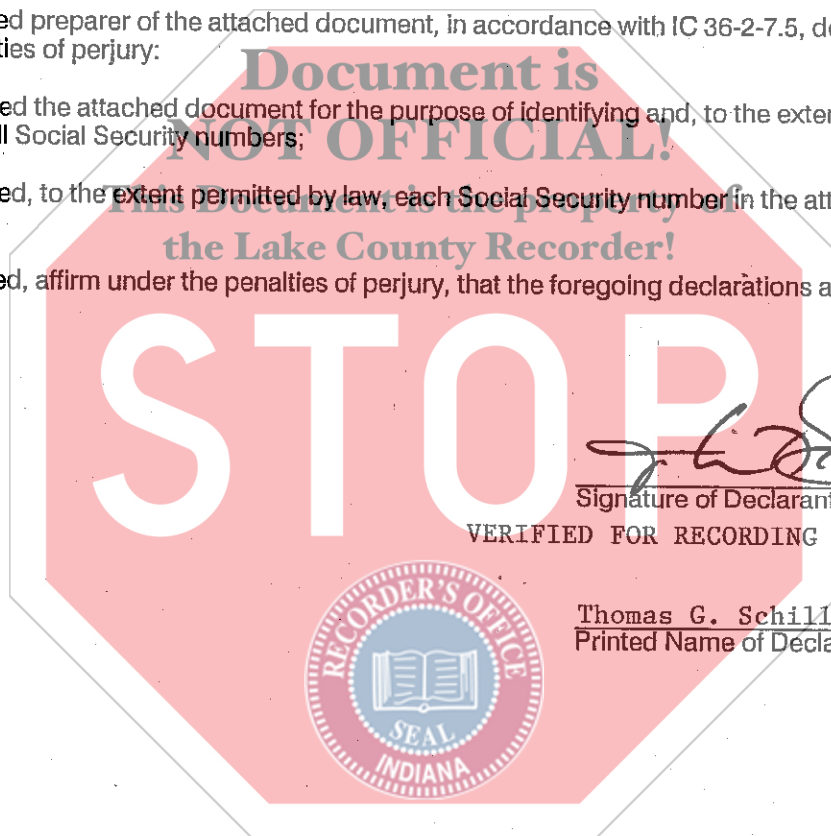 ed preparer of the attached document, in accordance with IC 36-2-7.5, de
ties of perjury:
Document is
ed the attached document for the purpose of identifying and, to the exten
NOT OFFICIAL!
ll Social Security numbers;
ed, to the extent permitted by law, each Social Security number in the att
This Document is the property of
the Lake County Recorder!
ed, affirm under the penalties of perjury, that the foregoing declarations a
STOP
Signature of Declarant
VERIFIED FOR RECORDING
Thomas G. Schill
Printed Name of Decla
RECORDER'S OFFICE
SEAL
INDIANA